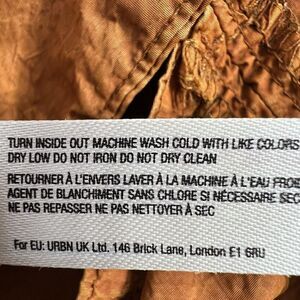 TURN INSIDE OUT MACHINE WASH COLD WITH LIKE COLORS
DRY LOW DO NOT IRON DO NOT DRY CLEAN
RETOURNER À L'ENVERS LAVER À LA MACHINE À L'EAU FROI
AGENT DE BLANCHIMENT SANS CHLORE SI NÉCESSAIRE SEC
NE PAS REPASSER NE PAS NETTOYER À SEC
For EU: URBN UK Ltd. 146 Brick Lane, London E1 6RU